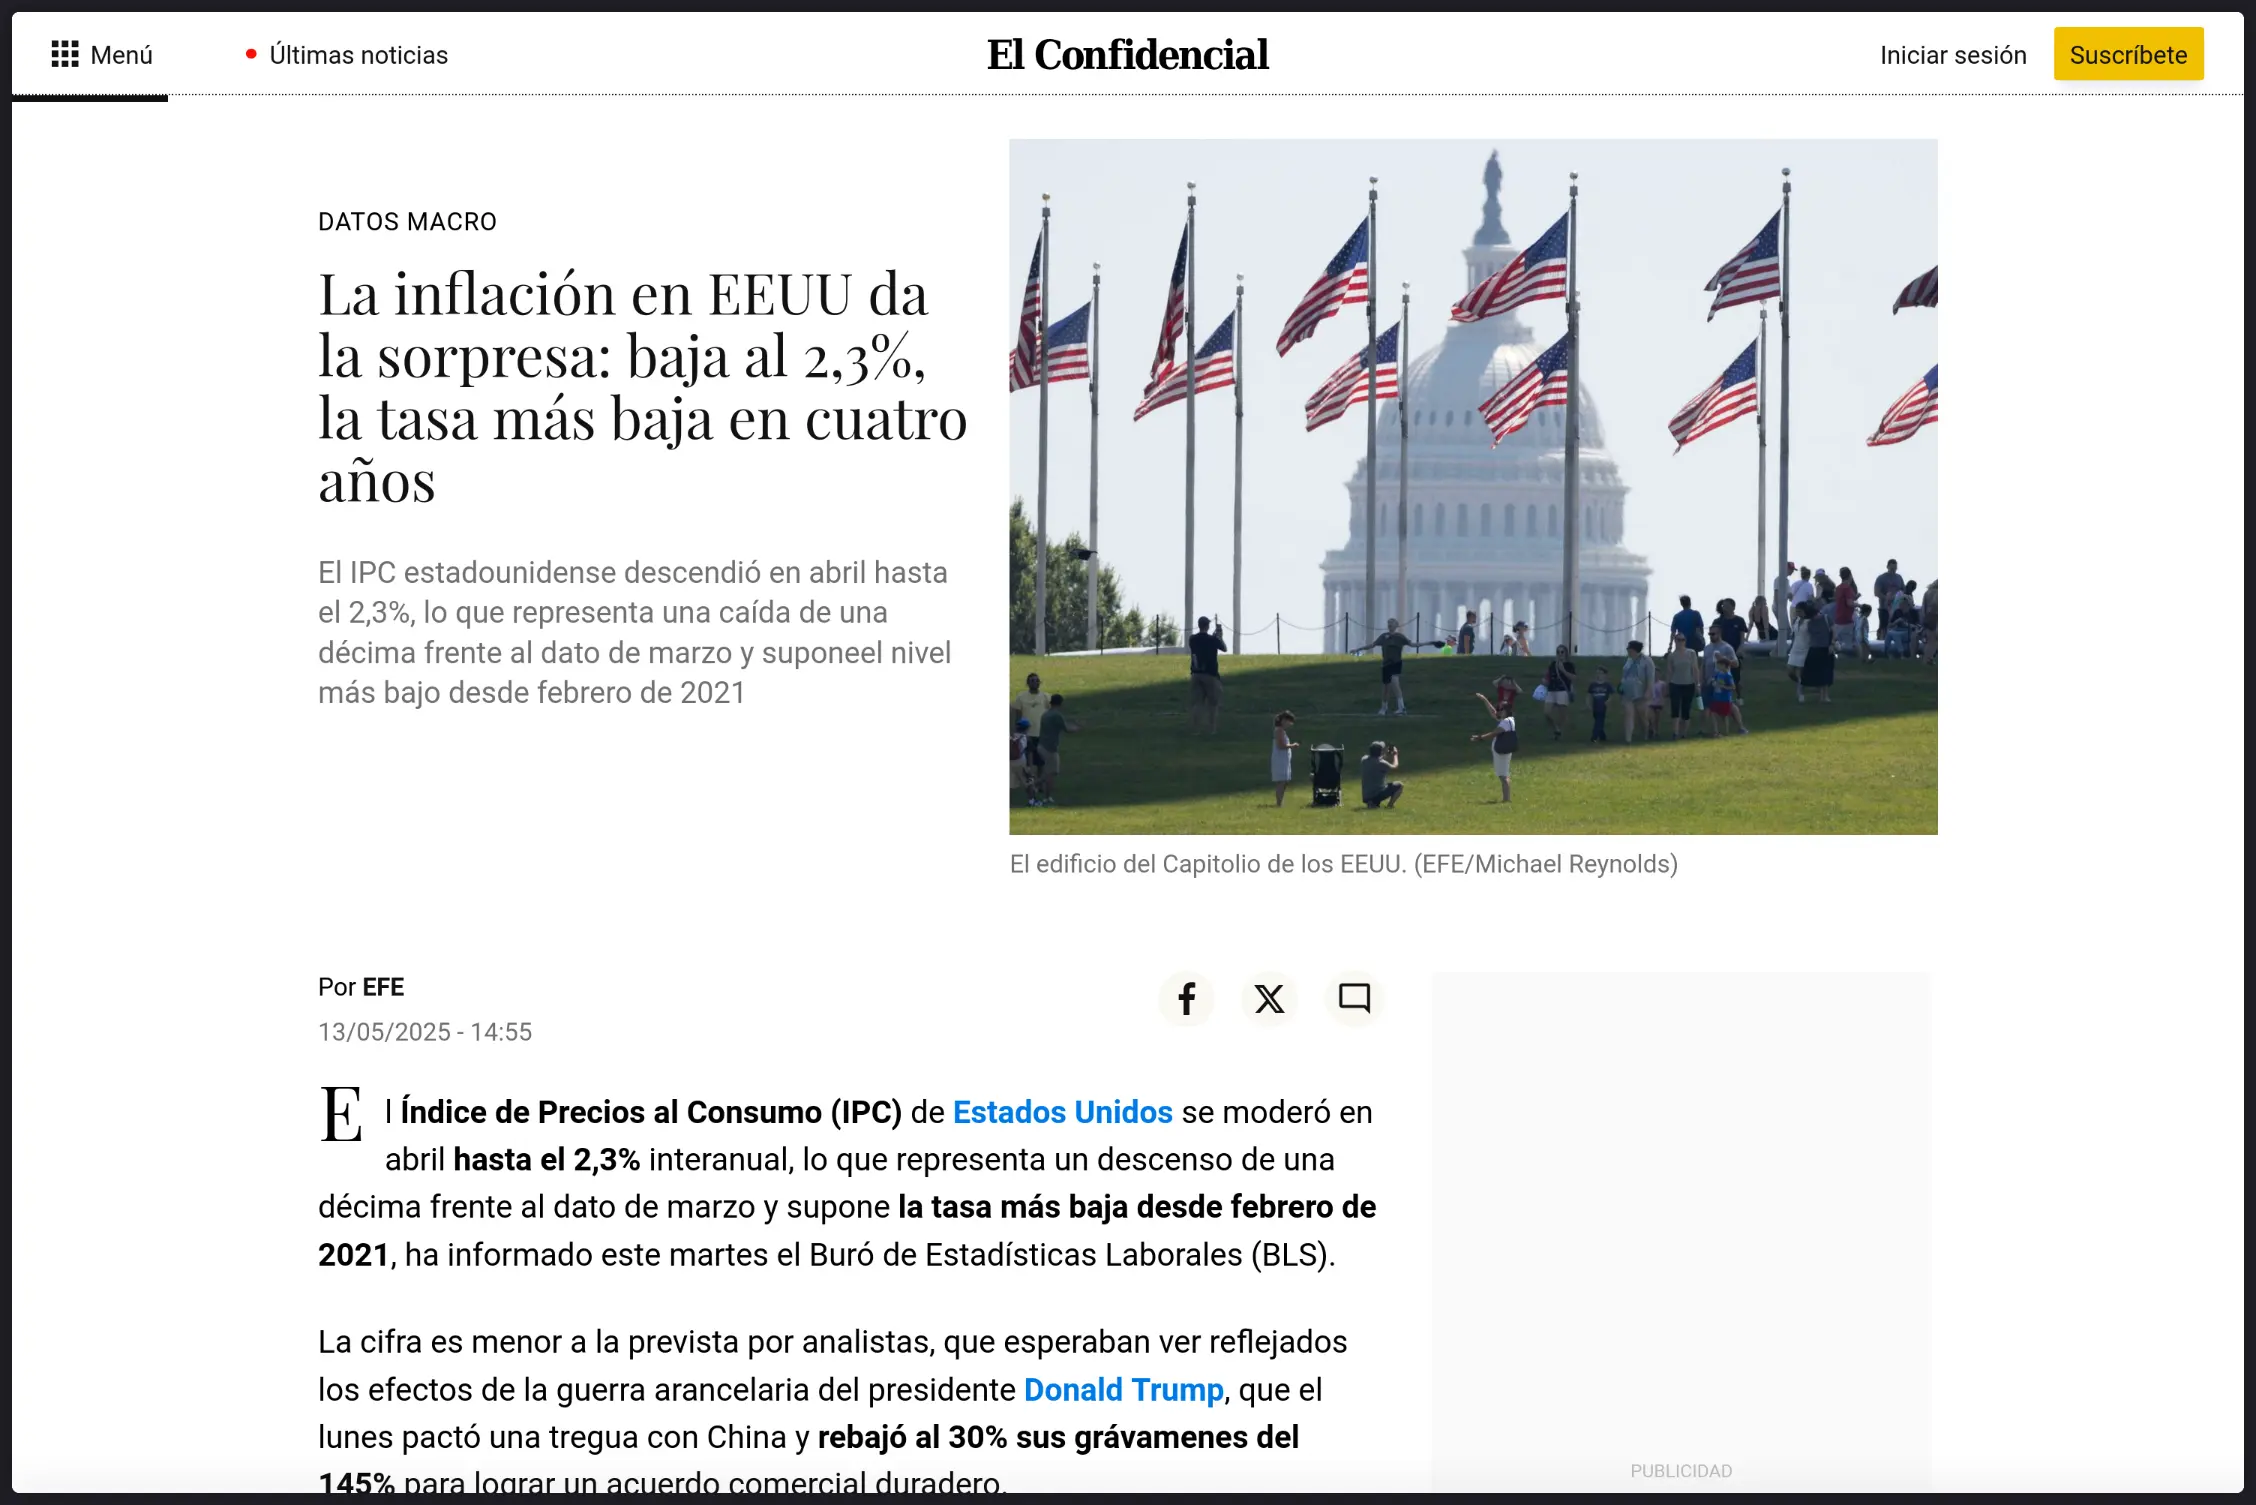 Menú
Últimas noticias
El Confidencial
Iniciar sesión
Suscríbete
DATOS MACRO
La inflación en EEUU da
la sorpresa: baja al 2,3%,
la tasa más baja en cuatro
años
El IPC estadounidense descendió en abril hasta
el 2,3%, lo que representa una caída de una
décima frente al dato de marzo y suponeel nivel
más bajo desde febrero de 2021
El edificio del Capitolio de los EEUU. (EFE/Michael Reynolds)
Por EFE
13/05/2025 - 14:55
El Índice de Precios al Consumo (IPC) de Estados Unidos se moderó en
abril hasta el 2,3% interanual, lo que representa un descenso de una
décima frente al dato de marzo y supone la tasa más baja desde febrero de
2021, ha informado este martes el Buró de Estadísticas Laborales (BLS).
La cifra es menor a la prevista por analistas, que esperaban ver reflejados
los efectos de la guerra arancelaria del presidente Donald Trump, que el
lunes pactó una tregua con China y rebajó al 30% sus grávamenes del
145% para lograr un acuerdo comercial duradero.
PUBLICIDAD